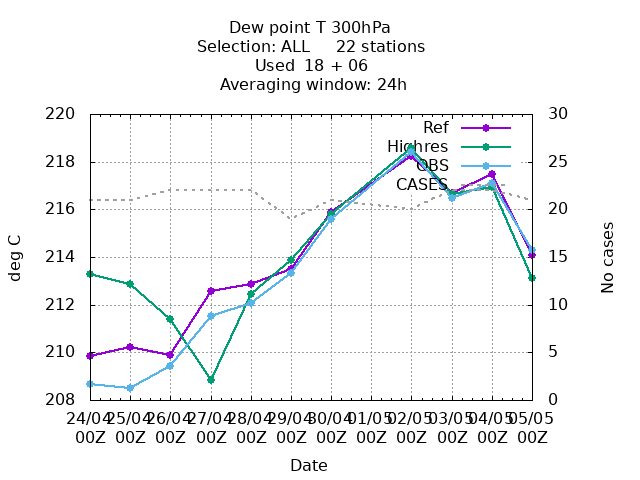 Dew point T 300hPa
Selection: ALL     22 stations
Used  18 + 06
Averaging window: 24h
220
218
216
214
212
210
208
deg C
30
25
20
15
10
5
0
No cases
Ref
Highres
OBS
CASES
24/04 25/04 26/04 27/04 28/04 29/04 30/04 01/05 02/05 03/05 04/05 05/05
00Z 00Z 00Z 00Z 00Z 00Z 00Z 00Z 00Z 00Z 00Z 00Z
Date